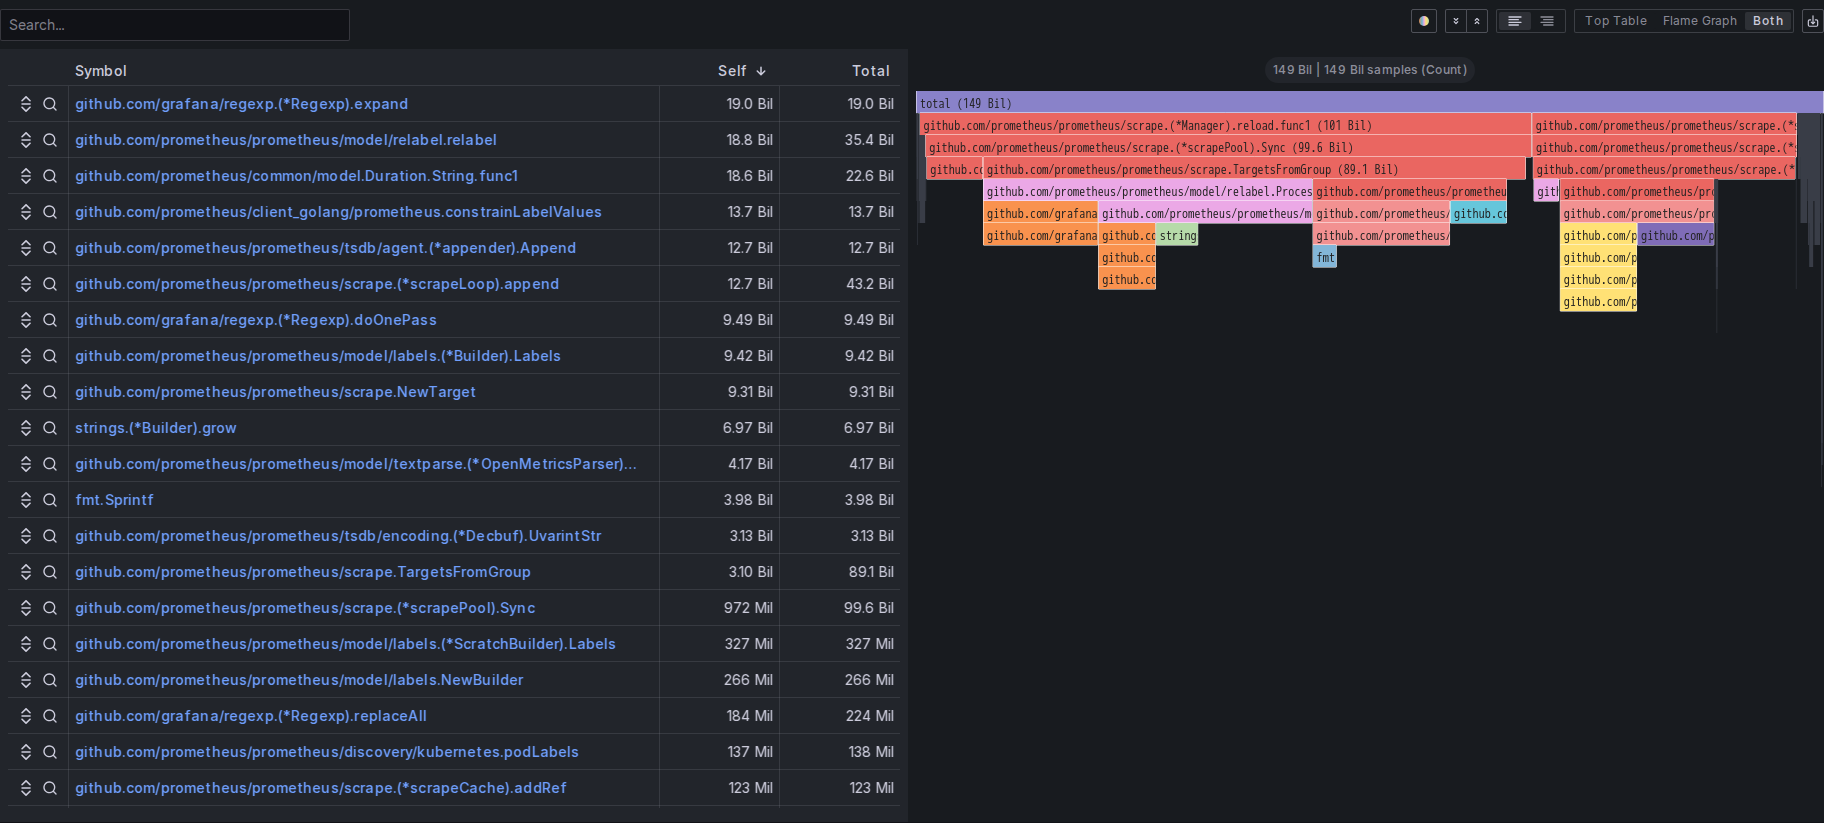 Search...
Top Table Flame Graph Both
Symbol Self Total
github.com/grafana/regexp.(*Regexp).expand 19.0 Bil 19.0 Bil
github.com/prometheus/prometheus/model/relabel.relabel 18.8 Bil 35.4 Bil
github.com/prometheus/common/model.Duration.String.func1 18.6 Bil 22.6 Bil
github.com/prometheus/client_golang/prometheus.constrainLabelValues 13.7 Bil 13.7 Bil
github.com/prometheus/prometheus/tsdb/agent.(*appender).Append 12.7 Bil 12.7 Bil
github.com/prometheus/prometheus/scrape.(*scrapeLoop).append 12.7 Bil 43.2 Bil
github.com/grafana/regexp.(*Regexp).doOnePass 9.49 Bil 9.49 Bil
github.com/prometheus/prometheus/model/labels.(*Builder).Labels 9.42 Bil 9.42 Bil
github.com/prometheus/prometheus/scrape.NewTarget 9.31 Bil 9.31 Bil
strings.(*Builder).grow 6.97 Bil 6.97 Bil
github.com/prometheus/prometheus/model/textparse.(*OpenMetricsParser)... 4.17 Bil 4.17 Bil
fmt.Sprintf 3.98 Bil 3.98 Bil
github.com/prometheus/prometheus/tsdb/encoding.(*Decbuf).UvarintStr 3.13 Bil 3.13 Bil
github.com/prometheus/prometheus/scrape.TargetsFromGroup 3.10 Bil 89.1 Bil
github.com/prometheus/prometheus/scrape.(*scrapePool).Sync 972 Mil 99.6 Bil
github.com/prometheus/prometheus/model/labels.(*ScratchBuilder).Labels 327 Mil 327 Mil
github.com/prometheus/prometheus/model/labels.NewBuilder 266 Mil 266 Mil
github.com/grafana/regexp.(*Regexp).replaceAll 184 Mil 224 Mil
github.com/prometheus/prometheus/discovery/kubernetes.podLabels 137 Mil 138 Mil
github.com/prometheus/prometheus/scrape.(*scrapeCache).addRef 123 Mil 123 Mil
149 Bil | 149 Bil samples (Count)
total (149 Bil)
github.com/prometheus/prometheus/scrape.(*Manager).reload.func1 (101 Bil) github.com/prometheus/prometheus/scrape.(*s
github.com/prometheus/prometheus/scrape.(*scrapePool).Sync (99.6 Bil) github.com/prometheus/prometheus/scrape.(*s
github.cc github.com/prometheus/prometheus/scrape.TargetsFromGroup (89.1 Bil) github.com/prometheus/prometheus/scrape.(*
github.com/prometheus/prometheus/model/relabel.Proces github.com/prometheus/prometheu gith github.com/prometheus/pro
github.com/grafana github.com/prometheus/prometheus/m github.com/prometheus/ github.cc github.com/prometheus/pro
github.com/grafana github.cc string github.com/prometheus/ github.com/p github.com/p
github.cc fmt github.com/p
github.cc github.com/p
github.com/p